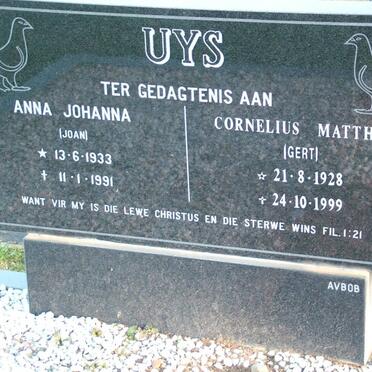 UYS
TER GEDAGTENIS AAN
ANNA JOHANNA
(JOAN)
★ 13-6-1933
✝ 11-1-1991
CORNELIUS MATTH
(GERT)
☆ 21-8-1928
✝ 24-10-1999
WANT VIR MY IS DIE LEWE CHRISTUS EN DIE STERWE WINS FIL.1:21
AVBOB